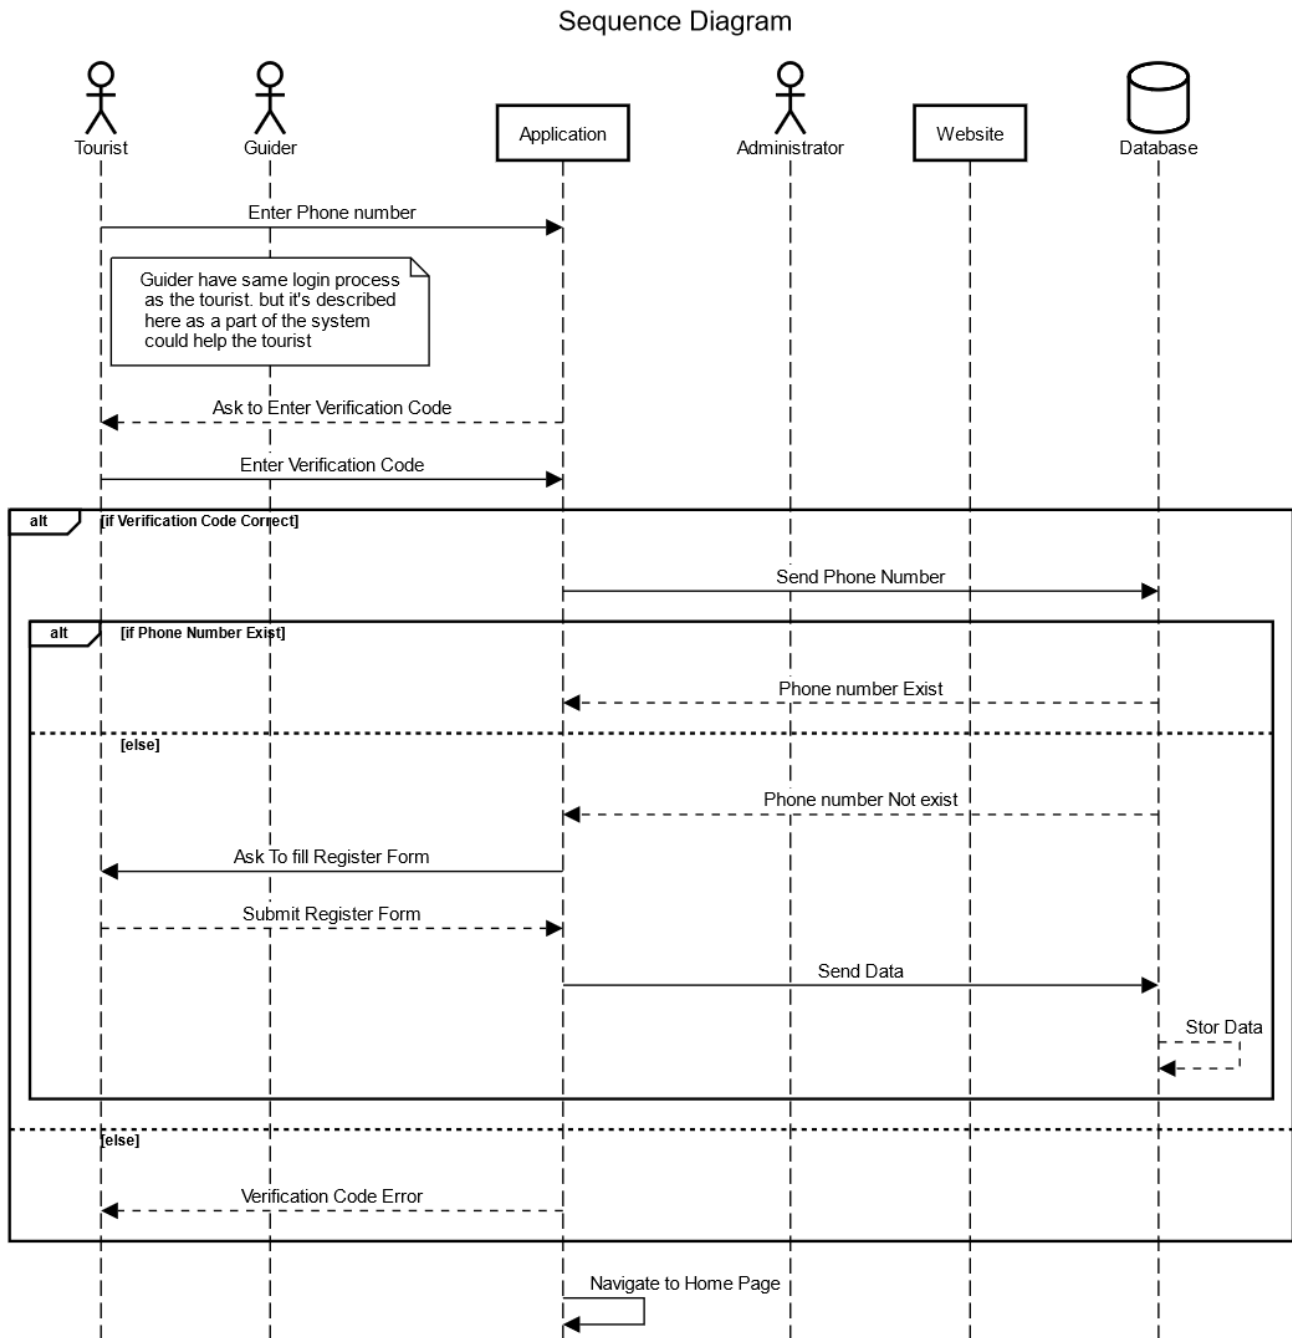 Sequence Diagram
Tourist
Guider
Application
Administrator
Website
Database
Enter Phone number
Guider have same login process
as the tourist. but it's described
here as a part of the system
could help the tourist
Ask to Enter Verification Code
Enter Verification Code
alt
[if Verification Code Correct]
Send Phone Number
alt
[if Phone Number Exist]
Phone number Exist
[else]
Phone number Not exist
Ask To fill Register Form
Submit Register Form
Send Data
Stor Data
[else]
Verification Code Error
Navigate to Home Page